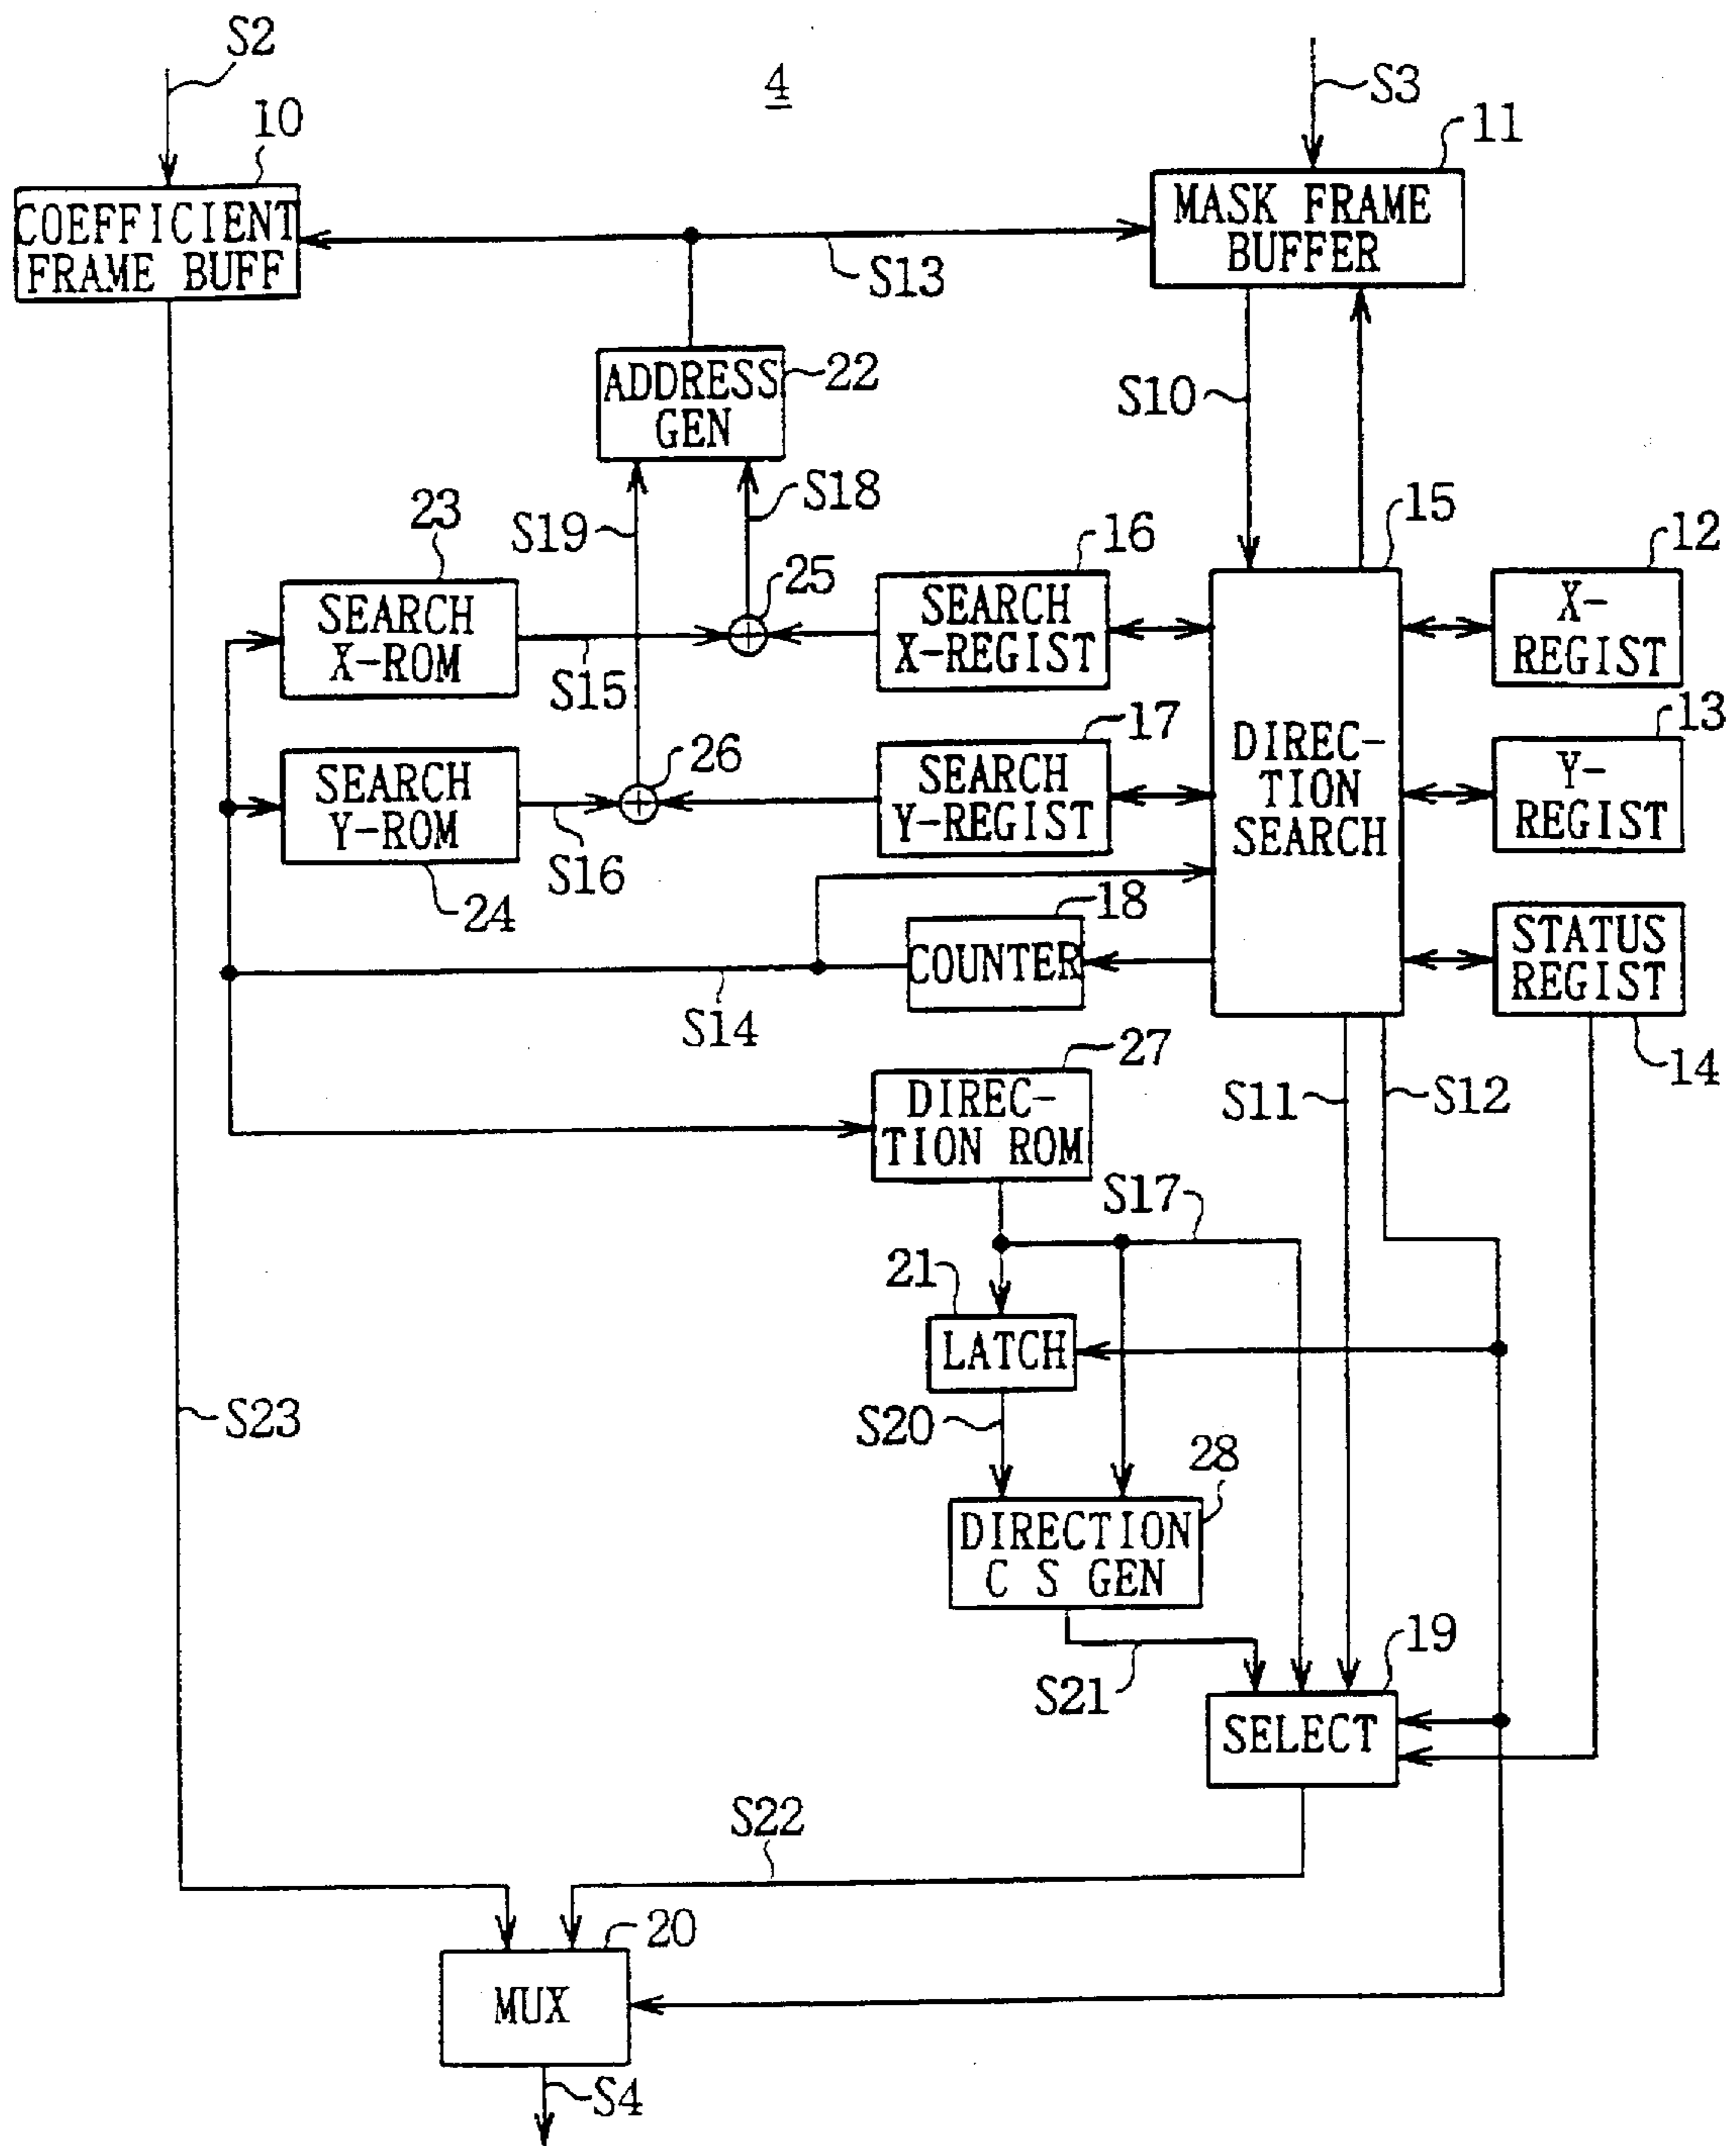 S2
4
S3
10
11
COEFFICIENT
FRAME BUFF
MASK FRAME
BUFFER
S13
ADDRESS
GEN
22
S10
S19
S18
23
16
15
12
SEARCH
X-ROM
25
SEARCH
X-REGIST
X-
REGIST
S15
17
13
26
SEARCH
Y-ROM
SEARCH
Y-REGIST
DIREC-
TION
SEARCH
Y-
REGIST
S16
24
18
COUNTER
STATUS
REGIST
S14
27
14
S11
S12
DIREC-
TION ROM
S17
21
LATCH
S23
S20
28
DIRECTION
C S GEN
19
S21
SELECT
S22
20
MUX
S4